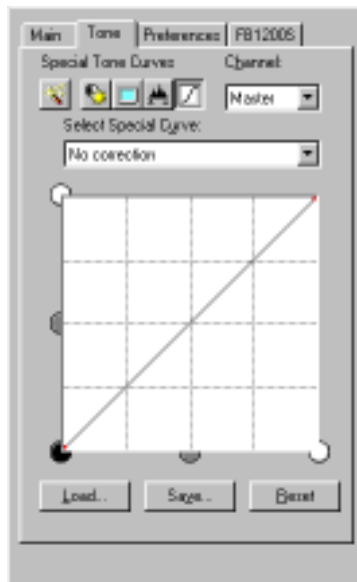 Main Tone Preferences FB1200S
Special Tone Curves Channel:
Master
Select Special Curve:
No correction
Load... Save... Reset